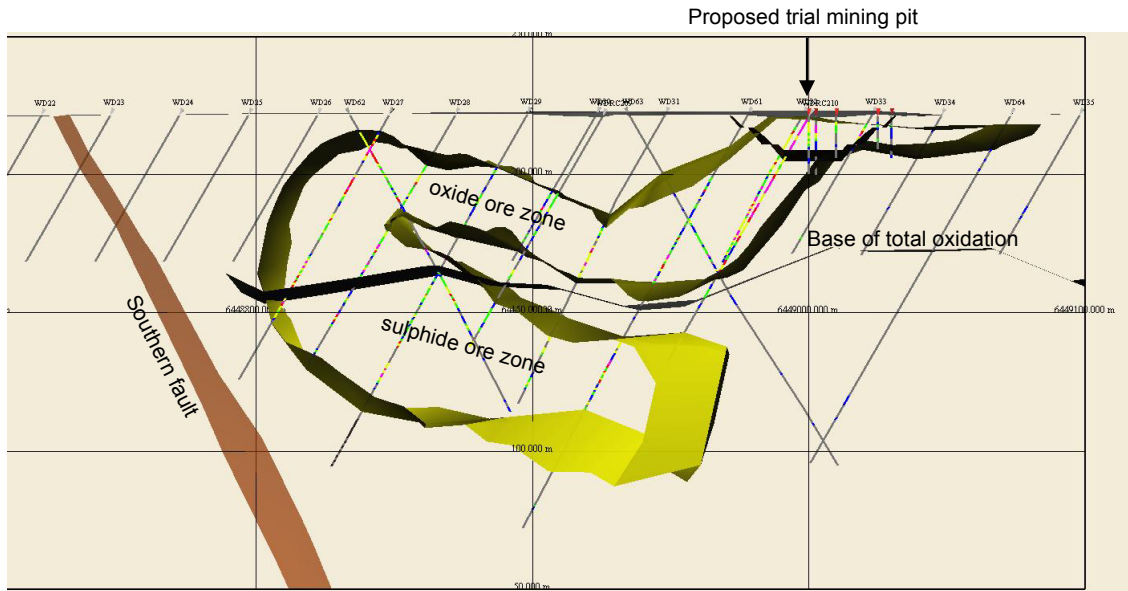 Proposed trial mining pit
WD22
WD23
WD24
WD25
WD26
WD62
WD27
WD28
WD29
WD63
WD31
WD61
WD33
WD34
WD64
WD35
oxide ore zone
Base of total oxidation
6449000.000 m
sulphide ore zone
Southern fault
100.000 m
50.000 m